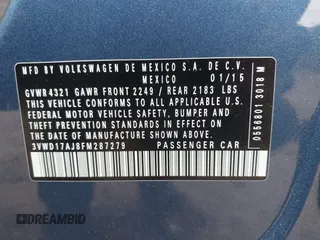 MFD BY VOLKSWAGEN DE MEXICO S.A. DE C.V.
MEXICO 01/15
GVWR4321 GAWR FRONT 2249 / REAR 2183 LBS
THIS VEHICLE CONFORMS TO ALL APPLICABLE U.S.
FEDERAL MOTOR VEHICLE SAFETY, BUMPER AND
THEFT PREVENTION STANDARDS IN EFFECT ON THE
DATE OF MANUFACTURE SHOWN ABOVE
3VWD17AJ8FM287279 PASSENGER CAR
0556801 3018 M
AUTOBIDMASTER
DREAMBID